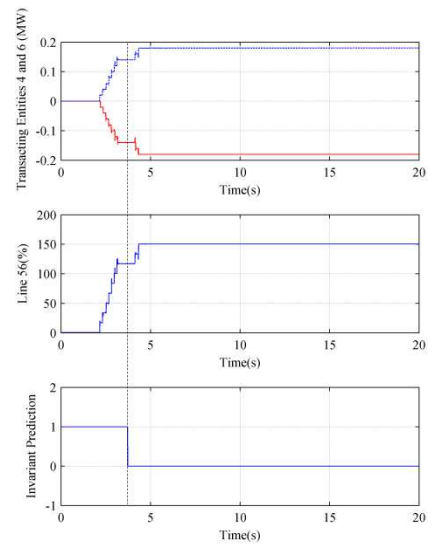 Transacting Entities 4 and 6 (MW)
0.2
0.1
0
-0.1
-0.2
0 5 10 15 20
Time(s)
Line 56(%)
200
150
100
50
0
0 5 10 15 20
Time(s)
Invariant Prediction
2
1
0
-1
0 5 10 15 20
Time(s)